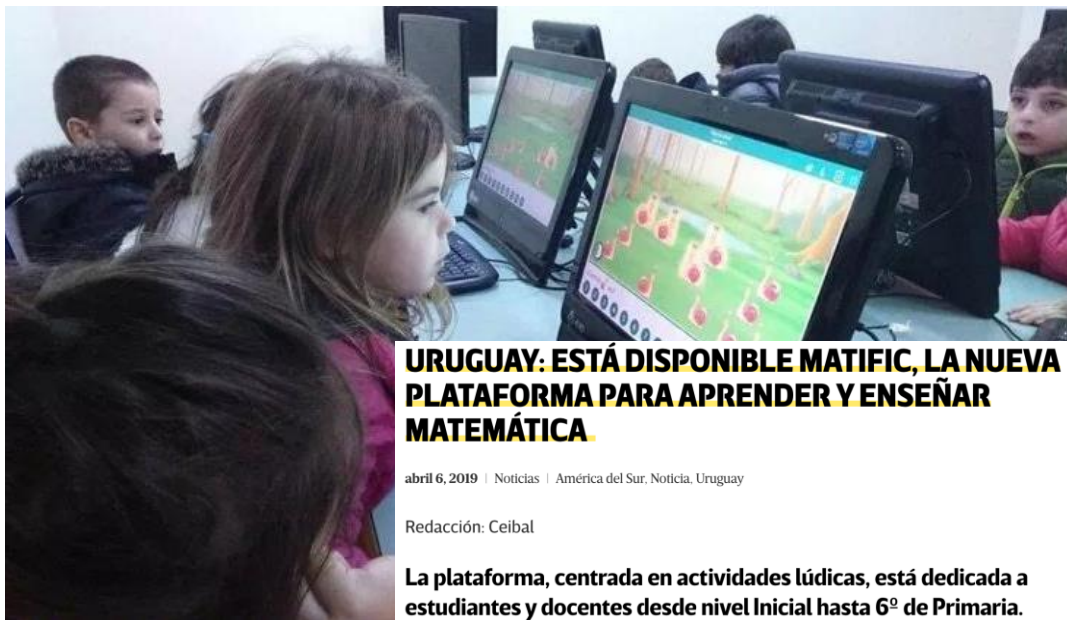 URUGUAY: ESTÁ DISPONIBLE MATIFIC, LA NUEVA
PLATAFORMA PARA APRENDER Y ENSEÑAR
MATEMÁTICA
abril 6, 2019 | Noticias | América del Sur, Noticia, Uruguay
Redacción: Ceibal
La plataforma, centrada en actividades lúdicas, está dedicada a
estudiantes y docentes desde nivel Inicial hasta 6º de Primaria.